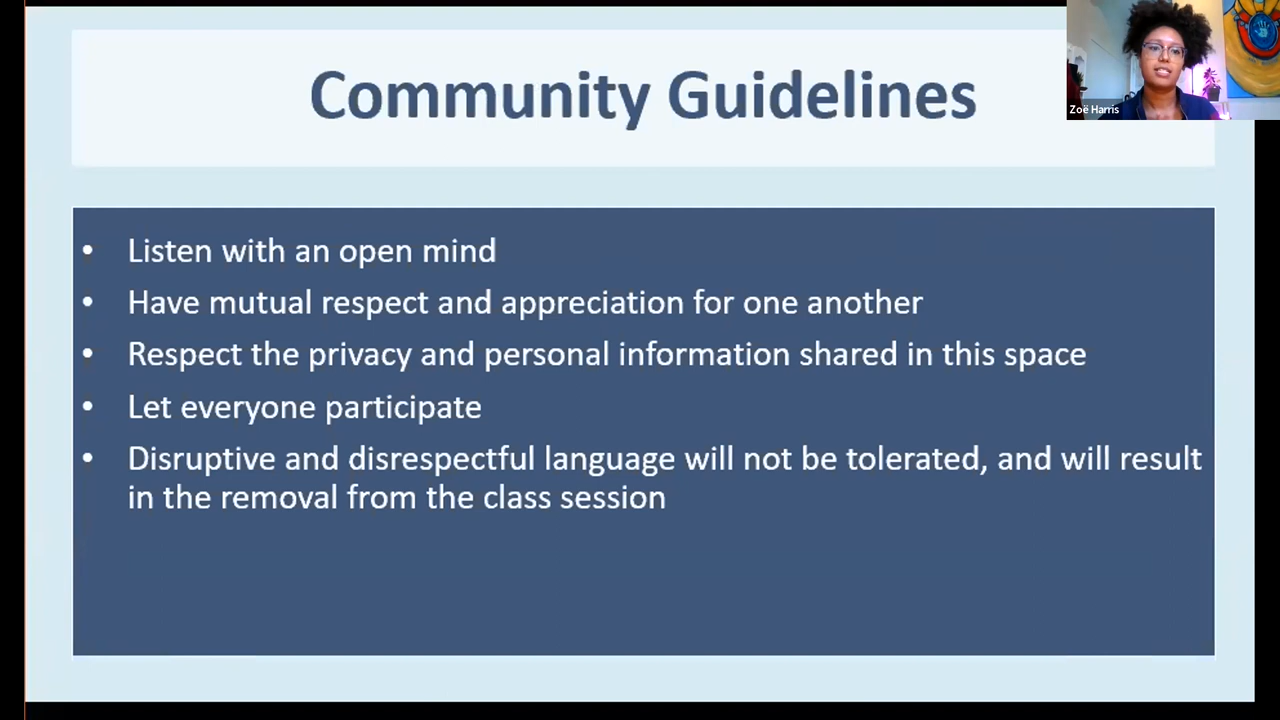 Community Guidelines
Zoë Harris
• Listen with an open mind
• Have mutual respect and appreciation for one another
• Respect the privacy and personal information shared in this space
• Let everyone participate
• Disruptive and disrespectful language will not be tolerated, and will result
in the removal from the class session